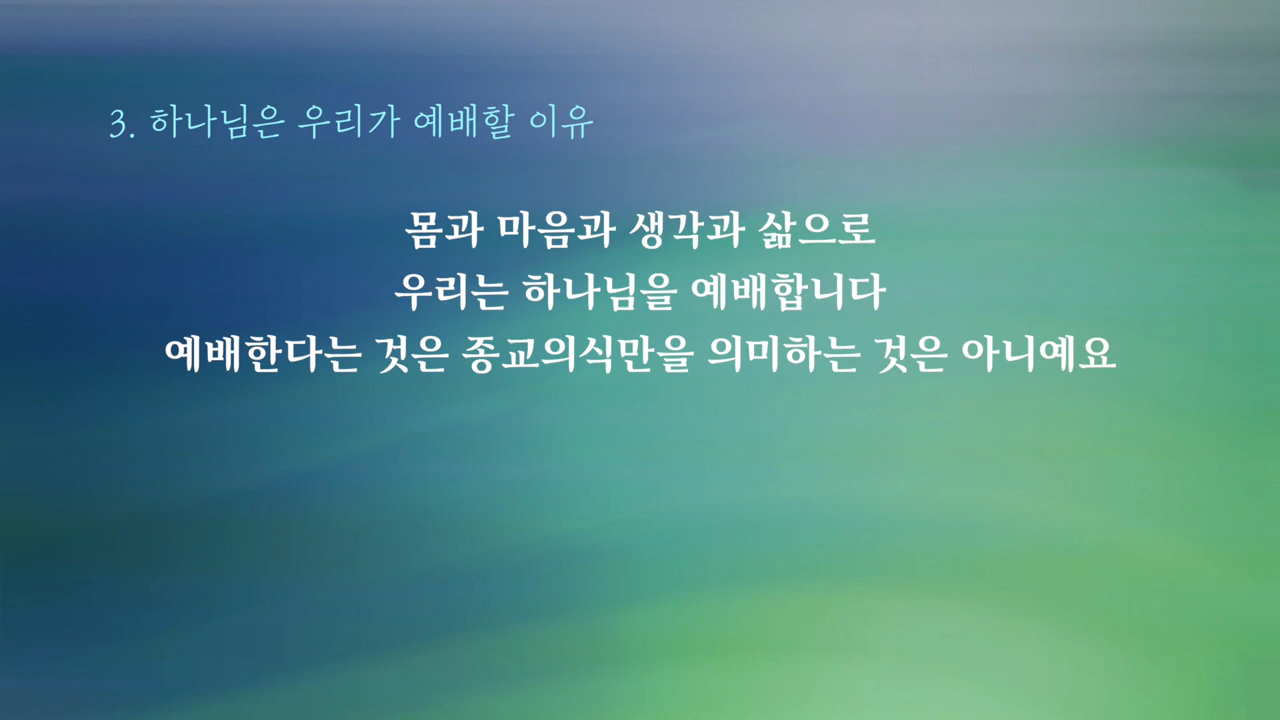 3. 하나님은 우리가 예배할 이유
몸과 마음과 생각과 삶으로
우리는 하나님을 예배합니다
예배한다는 것은 종교의식만을 의미하는 것은 아니예요